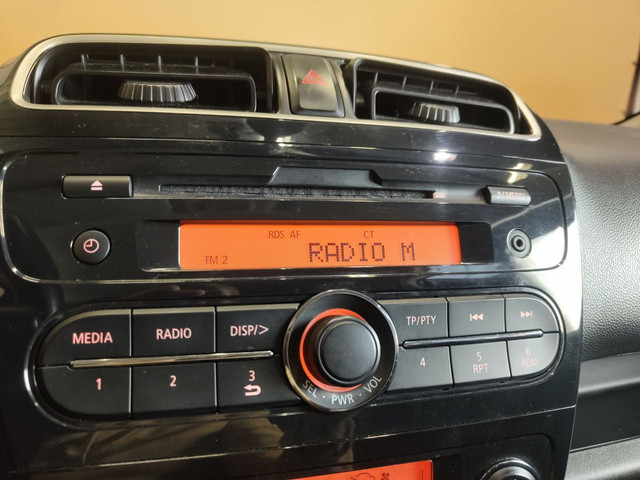 RDS AF CT
FM 2 RADIO M
MEDIA RADIO DISP/>
1 2 3
SEL · PWR · VOL
TP/PTY
4 5 6
RPT RDM